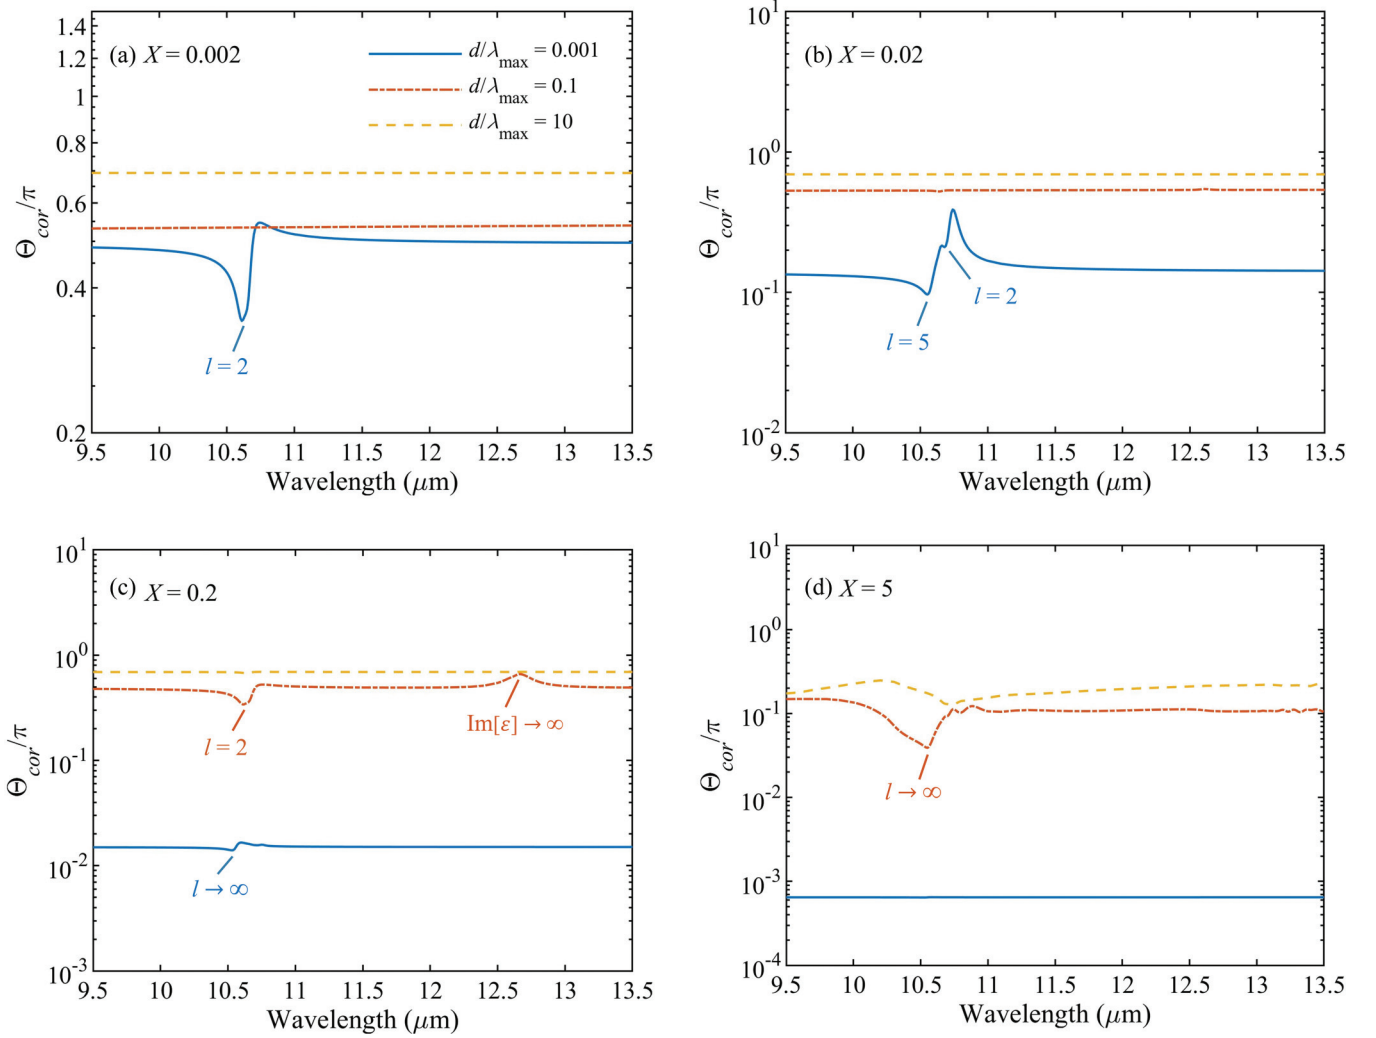 (a) X = 0.002
d/λmax = 0.001
d/λmax = 0.1
d/λmax = 10
1.4
1.2
1
0.8
0.6
0.4
0.2
Θcor/π
l = 2
9.5 10 10.5 11 11.5 12 12.5 13 13.5
Wavelength (μm)
(b) X = 0.02
10^1
10^0
10^-1
10^-2
Θcor/π
l = 2
l = 5
9.5 10 10.5 11 11.5 12 12.5 13 13.5
Wavelength (μm)
(c) X = 0.2
10^1
10^0
10^-1
10^-2
10^-3
Θcor/π
Im[ε] → ∞
l = 2
l → ∞
9.5 10 10.5 11 11.5 12 12.5 13 13.5
Wavelength (μm)
(d) X = 5
10^1
10^0
10^-1
10^-2
10^-3
10^-4
Θcor/π
l → ∞
9.5 10 10.5 11 11.5 12 12.5 13 13.5
Wavelength (μm)